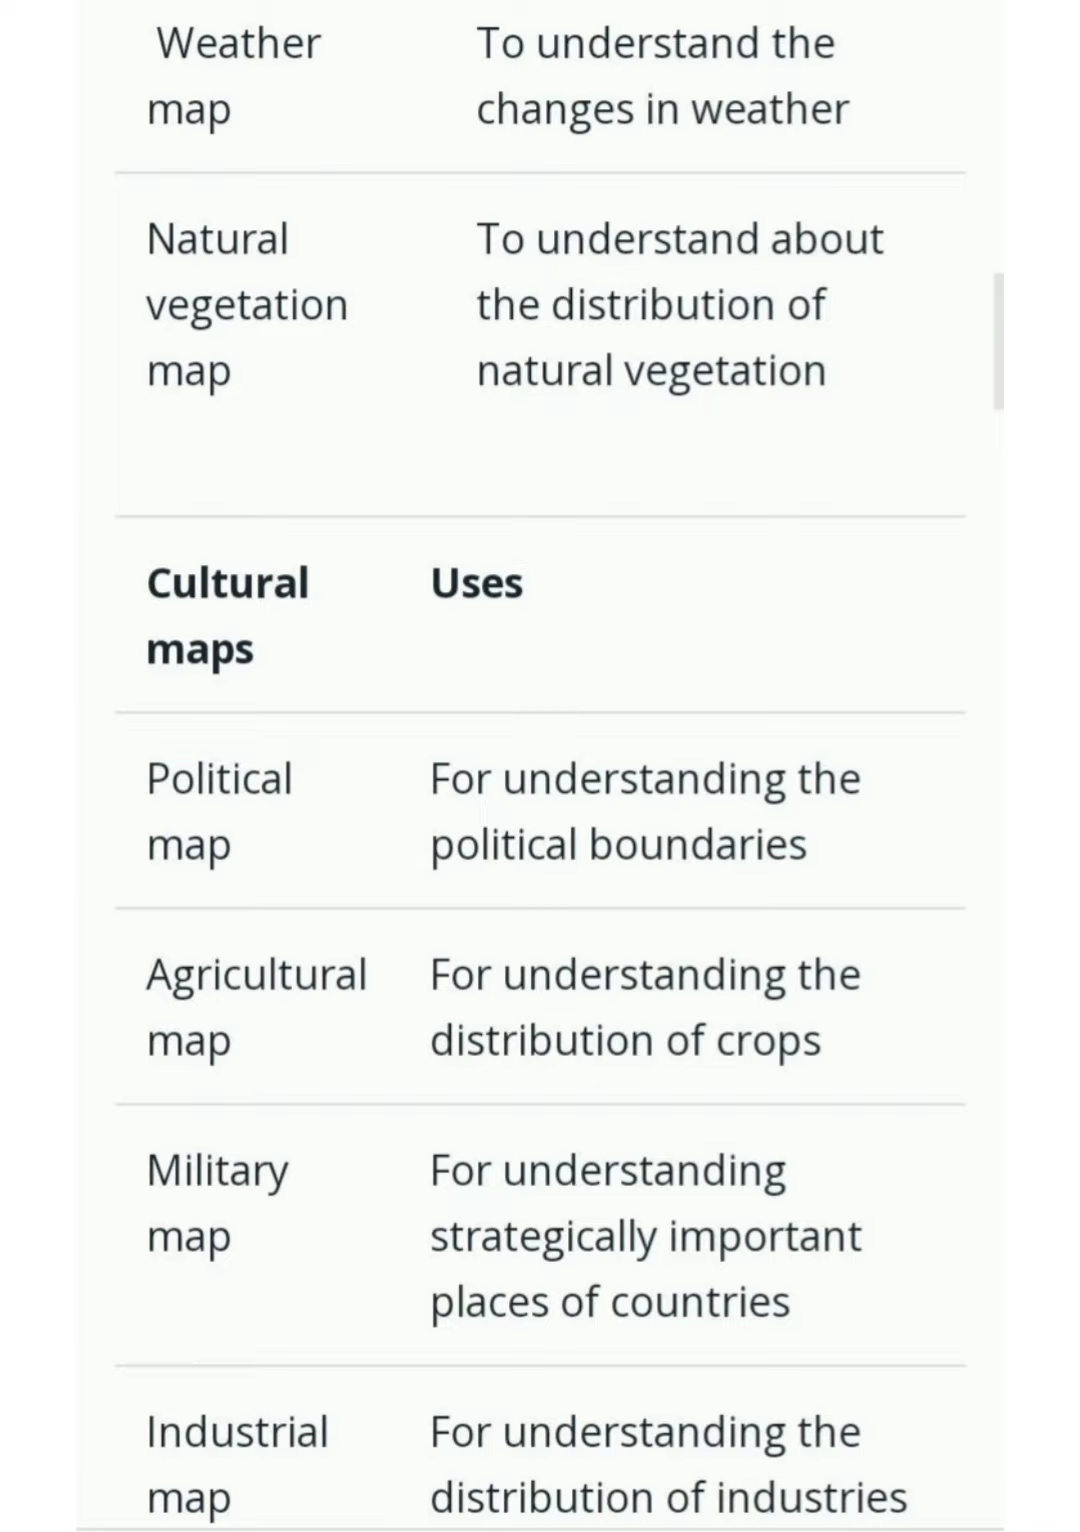 Weather To understand the
map changes in weather
Natural To understand about
vegetation the distribution of
map natural vegetation
Cultural Uses
maps
Political For understanding the
map political boundaries
Agricultural For understanding the
map distribution of crops
Military For understanding
map strategically important
places of countries
Industrial For understanding the
map distribution of industries